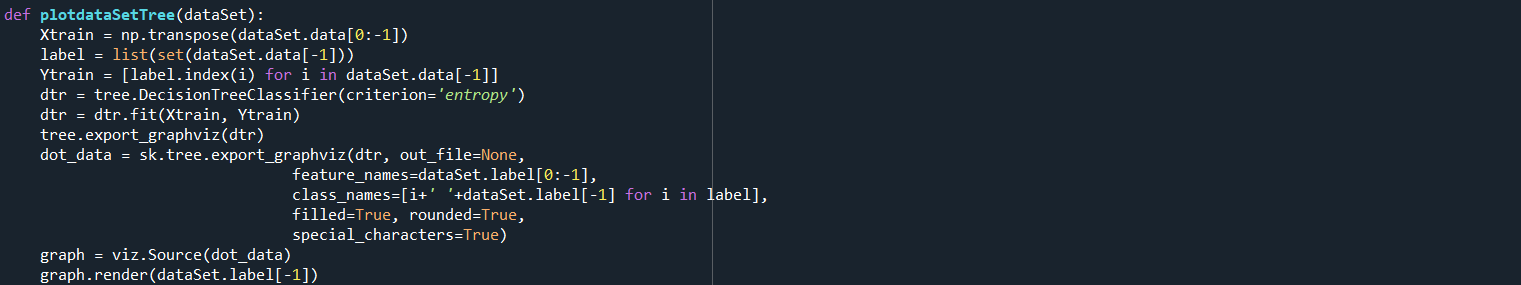 def plotdataSetTree(dataSet):
    Xtrain = np.transpose(dataSet.data[0:-1])
    label = list(set(dataSet.data[-1]))
    Ytrain = [label.index(i) for i in dataSet.data[-1]]
    dtr = tree.DecisionTreeClassifier(criterion='entropy')
    dtr = dtr.fit(Xtrain, Ytrain)
    tree.export_graphviz(dtr)
    dot_data = sk.tree.export_graphviz(dtr, out_file=None,
                            feature_names=dataSet.label[0:-1],
                            class_names=[i+' '+dataSet.label[-1] for i in label],
                            filled=True, rounded=True,
                            special_characters=True)
    graph = viz.Source(dot_data)
    graph.render(dataSet.label[-1])